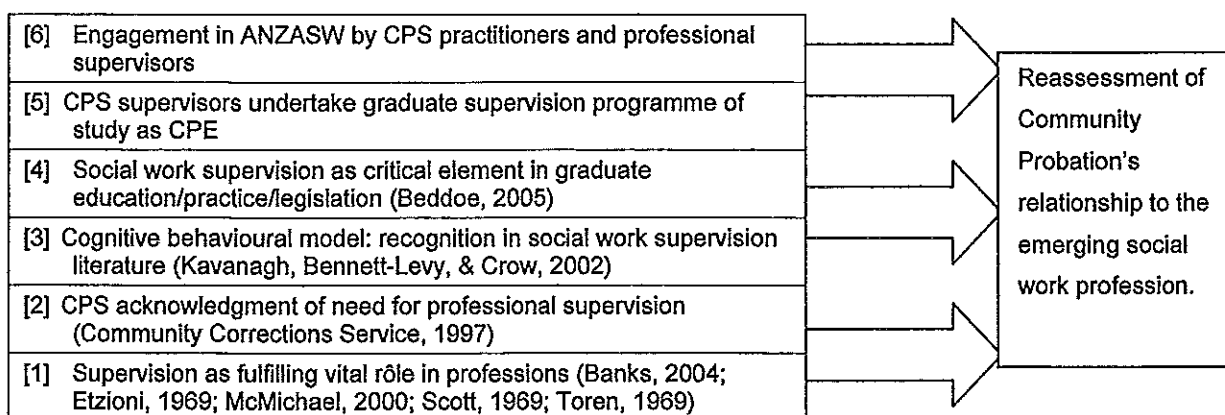 [6] Engagement in ANZASW by CPS practitioners and professional
supervisors
[5] CPS supervisors undertake graduate supervision programme of
study as CPE
[4] Social work supervision as critical element in graduate
education/practice/legislation (Beddoe, 2005)
[3] Cognitive behavioural model: recognition in social work supervision
literature (Kavanagh, Bennett-Levy, & Crow, 2002)
[2] CPS acknowledgment of need for professional supervision
(Community Corrections Service, 1997)
[1] Supervision as fulfilling vital rôle in professions (Banks, 2004;
Etzioni, 1969; McMichael, 2000; Scott, 1969; Toren, 1969)
Reassessment of
Community
Probation's
relationship to the
emerging social
work profession.